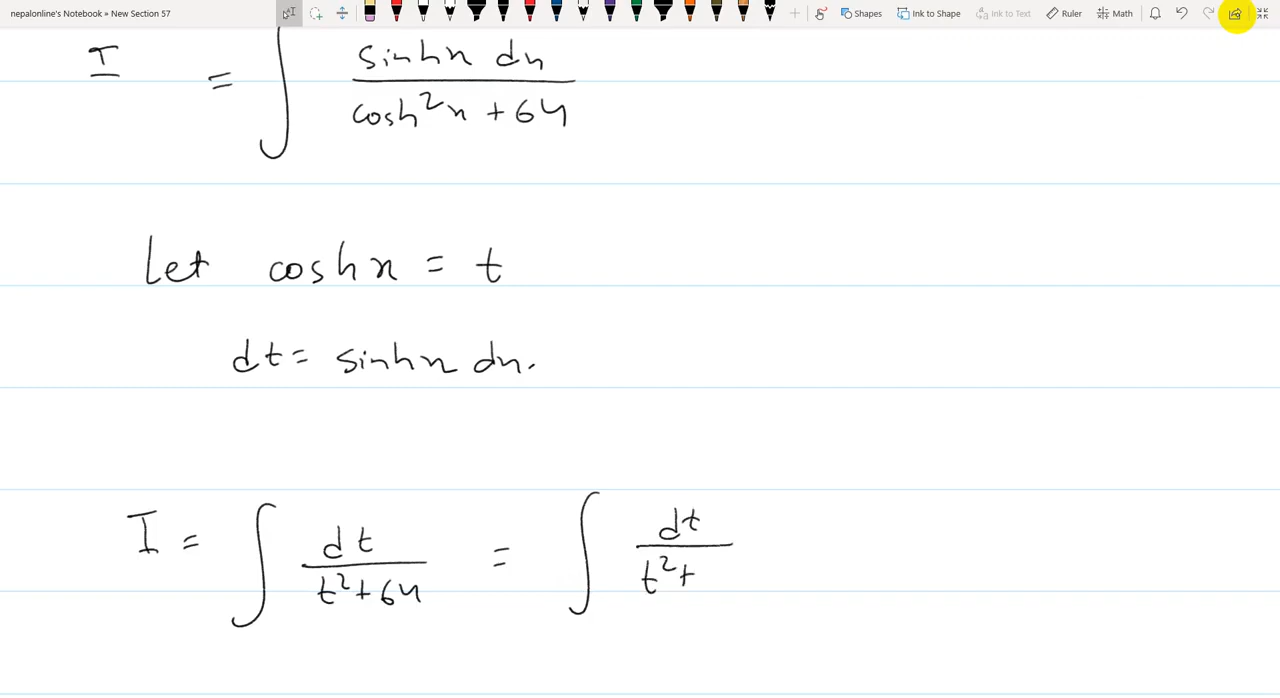 nepalonline's Notebook » New Section 57
Shapes Ink to Shape Ink to Text Ruler Math
I = ∫ sinhx dx / cosh²x + 64
Let coshx = t
dt = sinhx dx.
I = ∫ dt / t² + 64 = ∫ dt / t² +